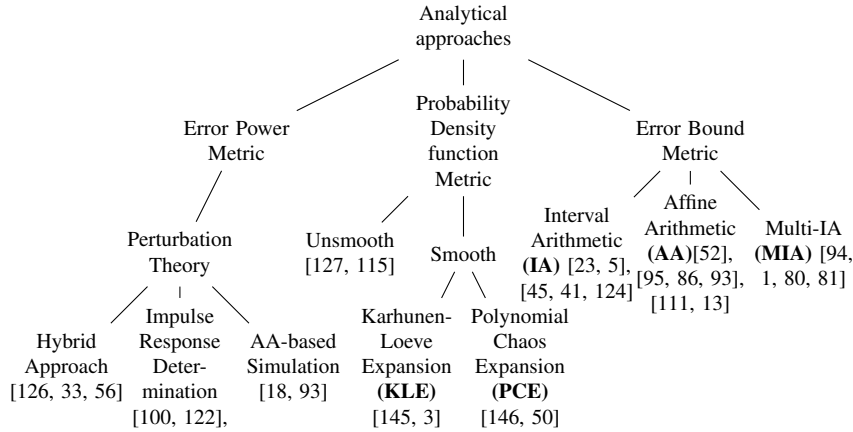 Analytical
approaches
Error Power
Metric
Probability
Density
function
Metric
Error Bound
Metric
Perturbation
Theory
Unsmooth
[127, 115]
Smooth
Interval
Arithmetic
(IA) [23, 5],
[45, 41, 124]
Affine
Arithmetic
(AA)[52],
[95, 86, 93],
[111, 13]
Multi-IA
(MIA) [94,
1, 80, 81]
Hybrid
Approach
[126, 33, 56]
Impulse
Response
Deter-
mination
[100, 122],
AA-based
Simulation
[18, 93]
Karhunen-
Loeve
Expansion
(KLE)
[145, 3]
Polynomial
Chaos
Expansion
(PCE)
[146, 50]